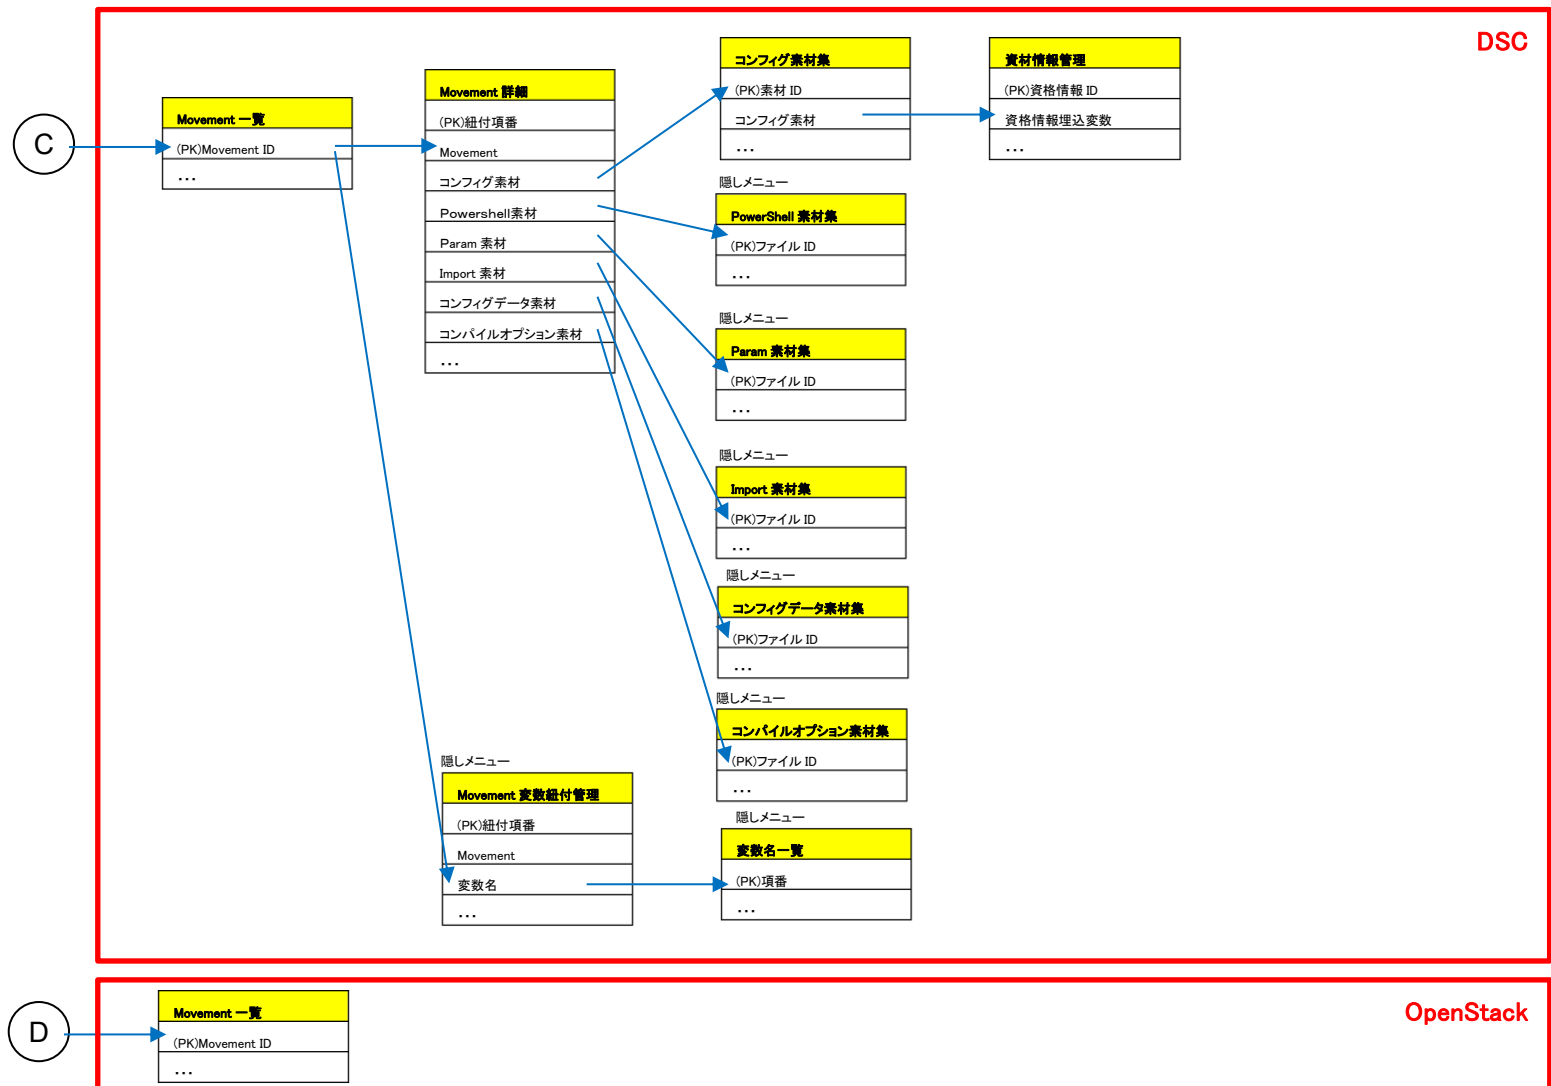 DSC
C
Movement 一覧
(PK)Movement ID
...
Movement 詳細
(PK)紐付項番
Movement
コンフィグ素材
Powershell素材
Param 素材
Import 素材
コンフィグデータ素材
コンパイルオプション素材
...
コンフィグ素材集
(PK)素材 ID
コンフィグ素材
...
資材情報管理
(PK)資格情報 ID
資格情報埋込変数
...
隠しメニュー
PowerShell 素材集
(PK)ファイル ID
...
隠しメニュー
Param 素材集
(PK)ファイル ID
...
隠しメニュー
Import 素材集
(PK)ファイル ID
...
隠しメニュー
コンフィグデータ素材集
(PK)ファイル ID
...
隠しメニュー
コンパイルオプション素材集
(PK)ファイル ID
...
隠しメニュー
Movement 変数紐付管理
(PK)紐付項番
Movement
変数名
...
隠しメニュー
変数名一覧
(PK)項番
...
OpenStack
D
Movement 一覧
(PK)Movement ID
...